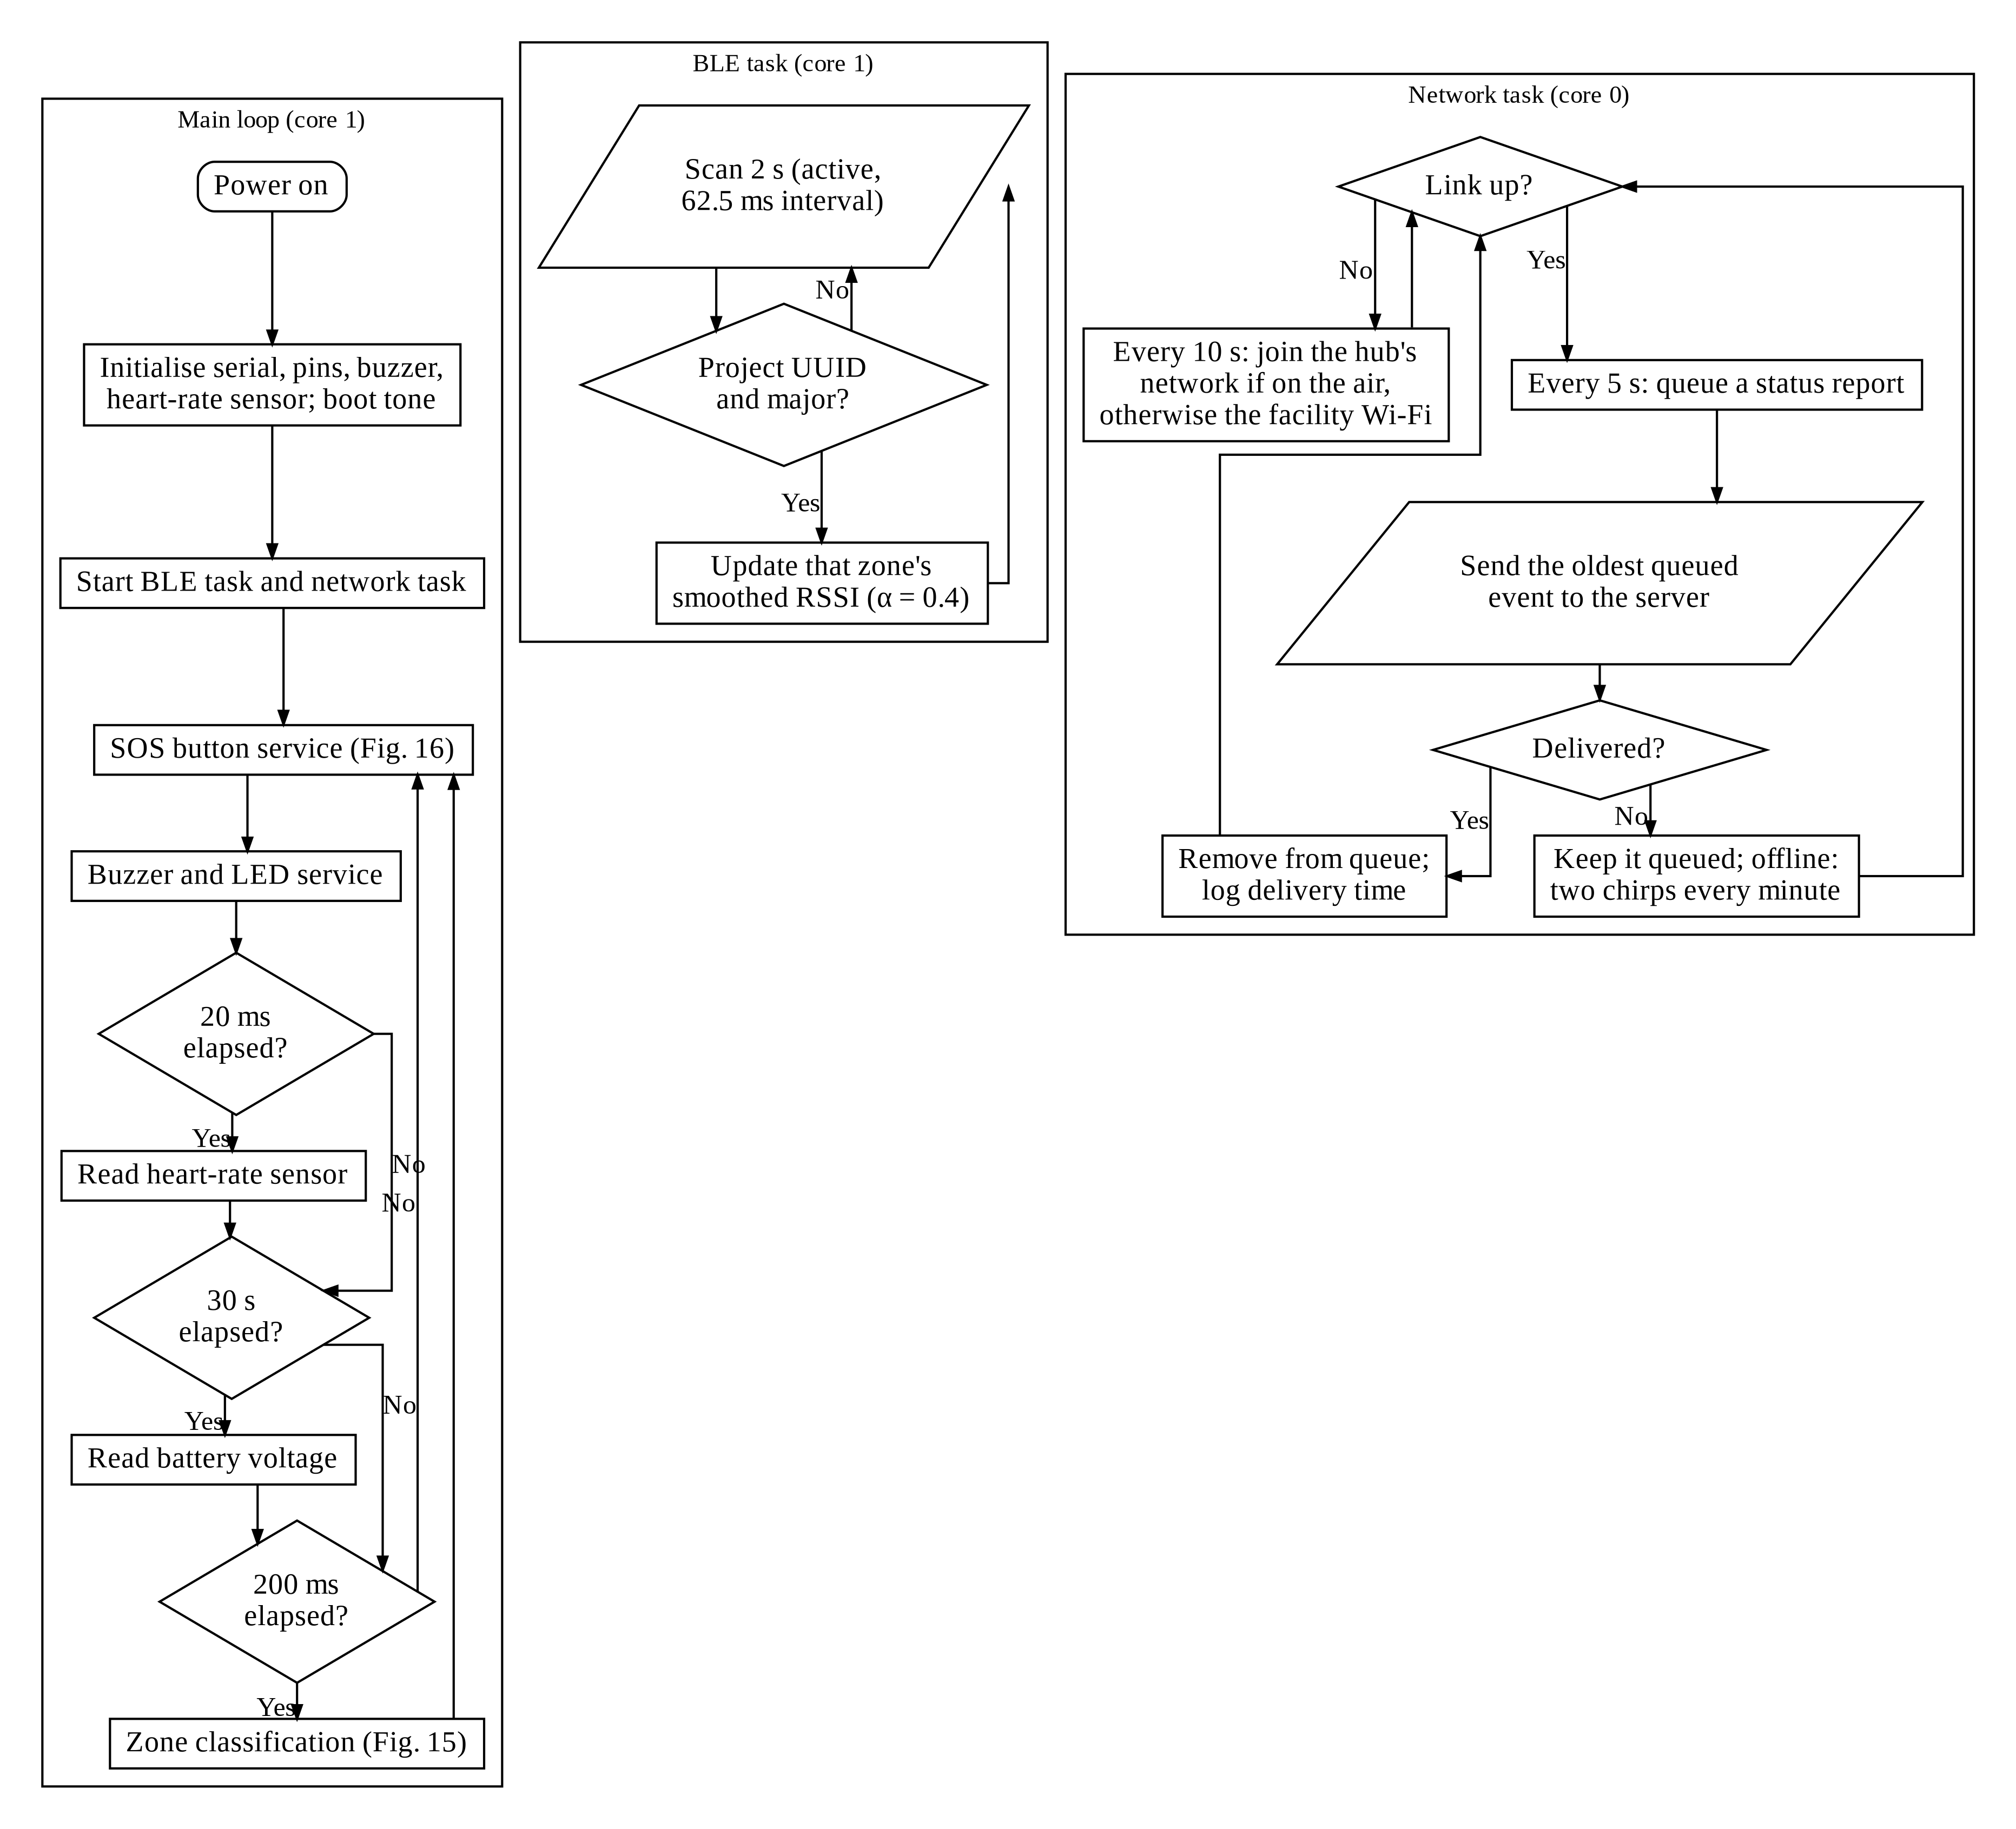 Main loop (core 1)
Power on
Initialise serial, pins, buzzer,
heart-rate sensor; boot tone
Start BLE task and network task
SOS button service (Fig. 16)
Buzzer and LED service
20 ms
elapsed?
Yes
No
No
Read heart-rate sensor
30 s
elapsed?
No
Yes
Read battery voltage
200 ms
elapsed?
Yes
Zone classification (Fig. 15)
BLE task (core 1)
Scan 2 s (active,
62.5 ms interval)
No
Project UUID
and major?
Yes
Update that zone's
smoothed RSSI (α = 0.4)
Network task (core 0)
Link up?
No
Yes
Every 10 s: join the hub's
network if on the air,
otherwise the facility Wi-Fi
Every 5 s: queue a status report
Send the oldest queued
event to the server
Delivered?
Yes
No
Remove from queue;
log delivery time
Keep it queued; offline:
two chirps every minute